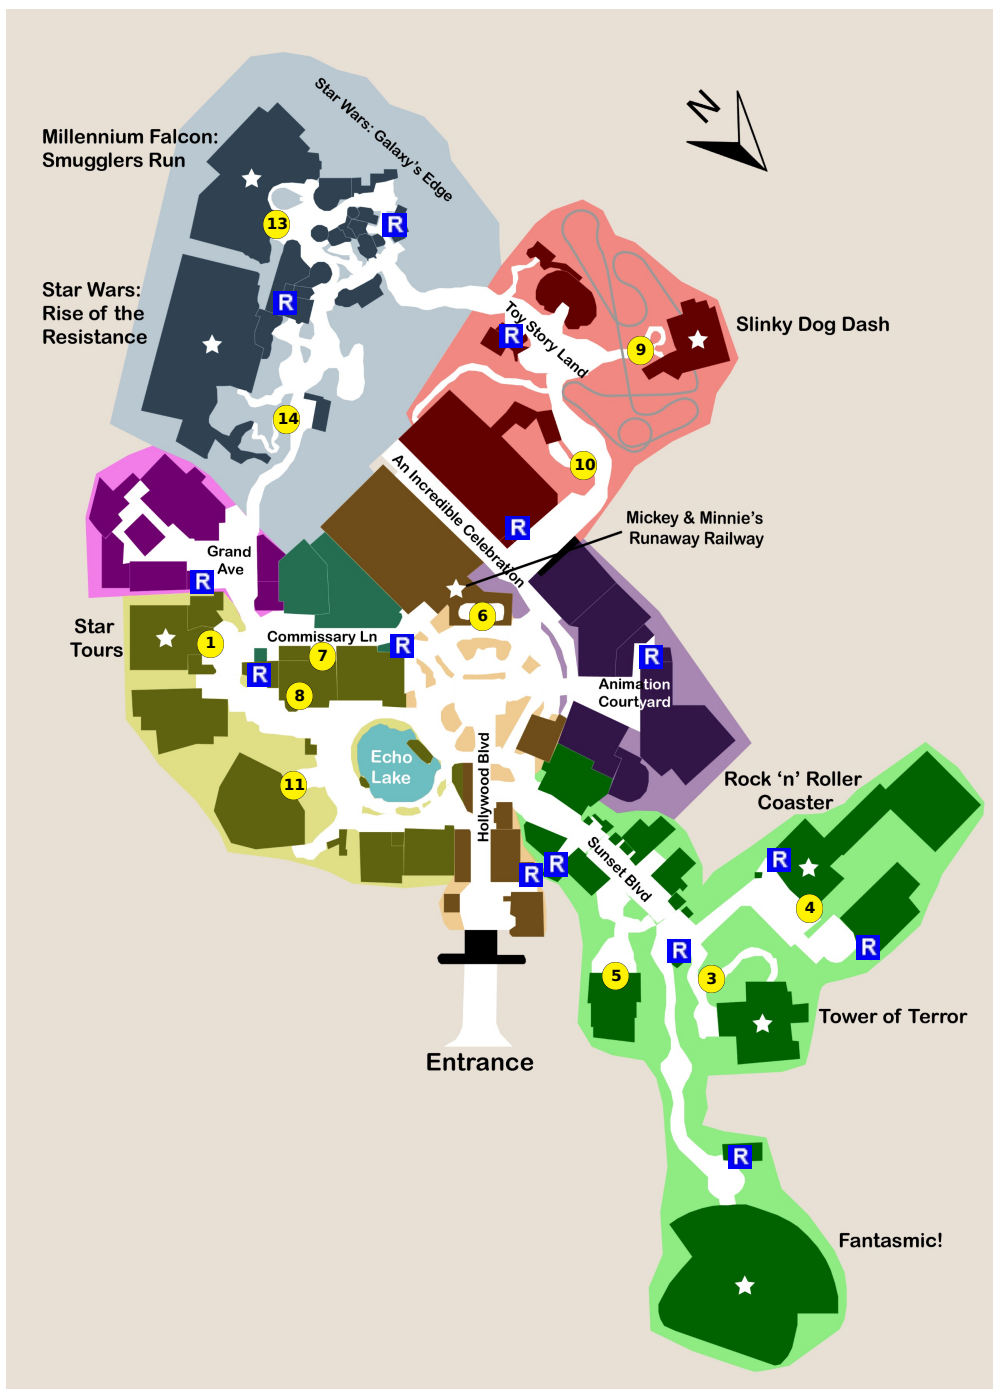 N
Star Wars: Galaxy's Edge
Millennium Falcon:
Smugglers Run
13
R
Star Wars:
Rise of the
Resistance
R
Toy Story Land
R
9
Slinky Dog Dash
14
10
An Incredible Celebration
R
Mickey & Minnie's
Runaway Railway
Grand
Ave
R
6
Star
Tours
1
Commissary Ln
7
R
R
8
R
Animation
Courtyard
Echo
Lake
Hollywood Blvd
11
Rock 'n' Roller
Coaster
Sunset Blvd
R
R
R
4
R
R
5
3
Tower of Terror
Entrance
R
Fantasmic!